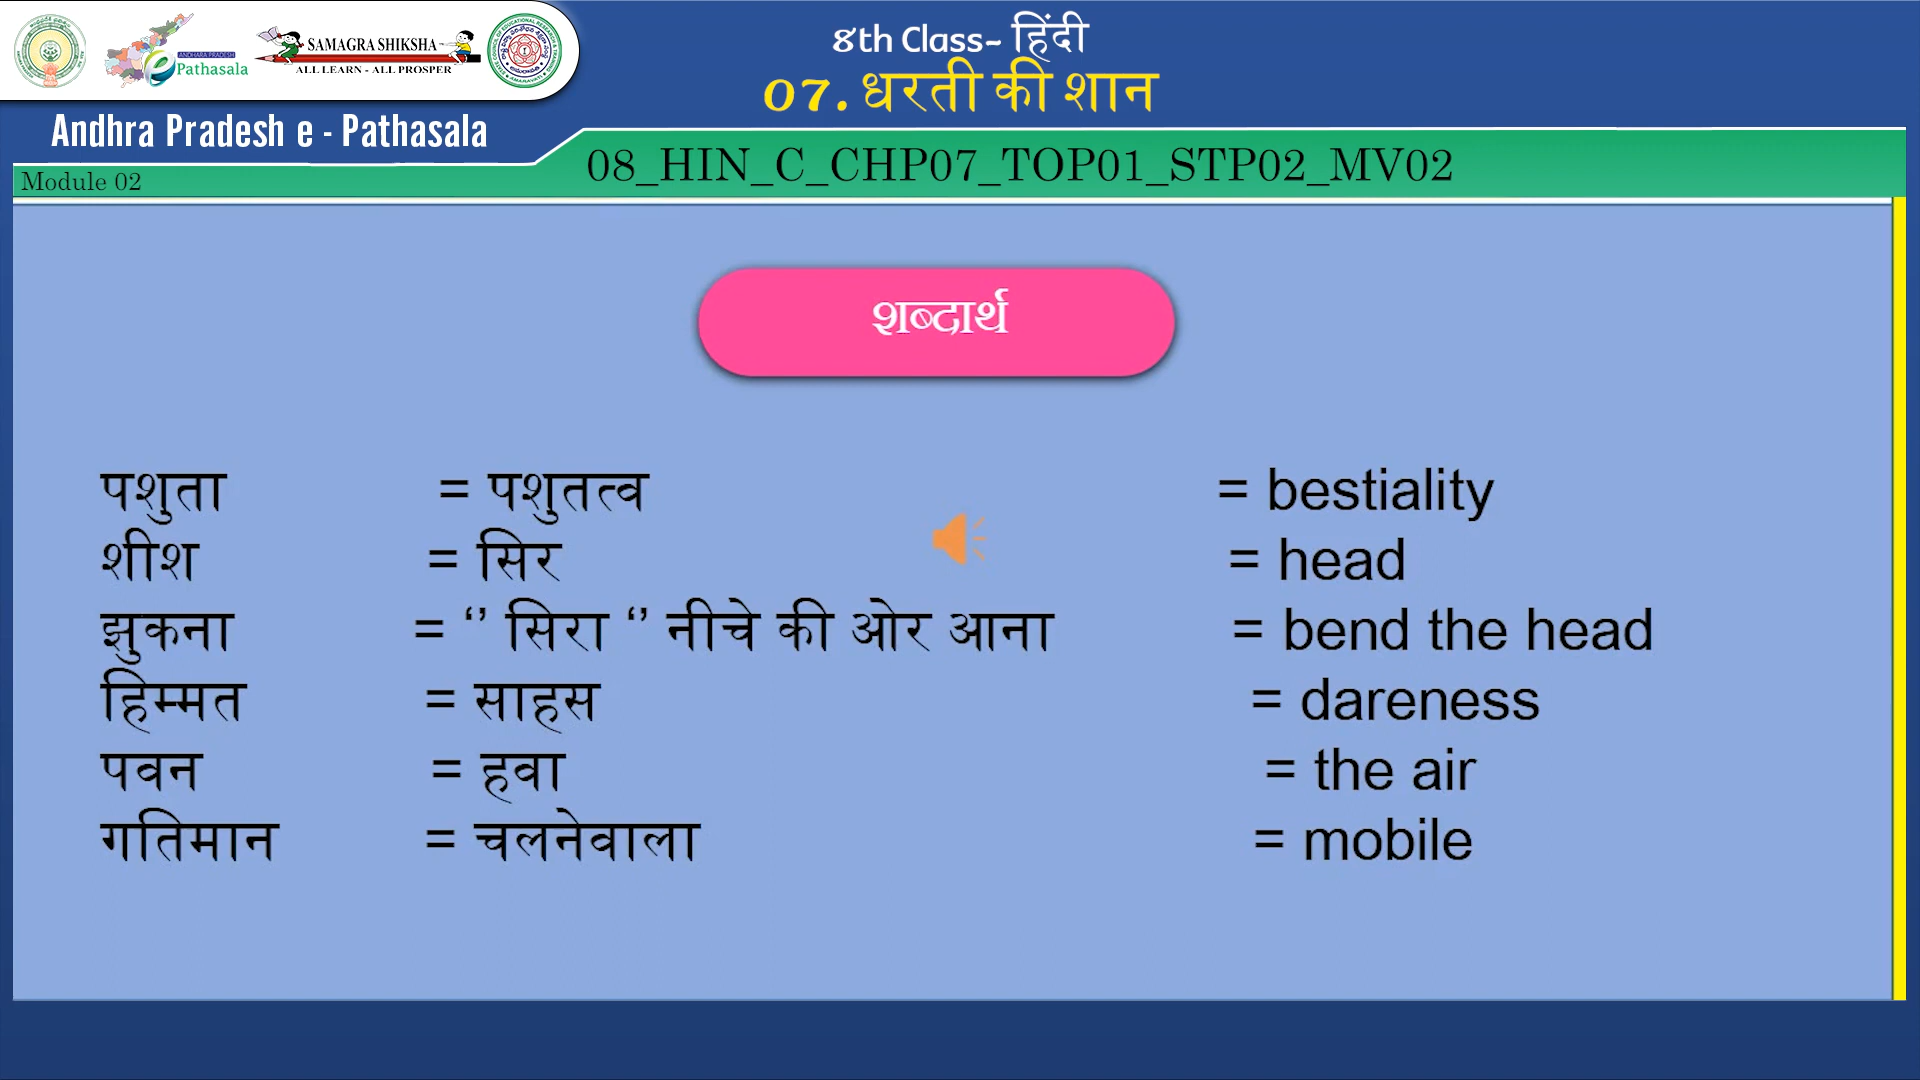 8th Class- हिंदी
07. धरती की शान
ANDHRA PRADESH
e Pathasala
SAMAGRA SHIKSHA
ALL LEARN - ALL PROSPER
Andhra Pradesh e - Pathasala
Module 02
08_HIN_C_CHP07_TOP01_STP02_MV02
शब्दार्थ
पशुता = पशुतत्व = bestiality
शीश = सिर = head
झुकना = ‘’ सिरा ‘’ नीचे की ओर आना = bend the head
हिम्मत = साहस = dareness
पवन = हवा = the air
गतिमान = चलनेवाला = mobile